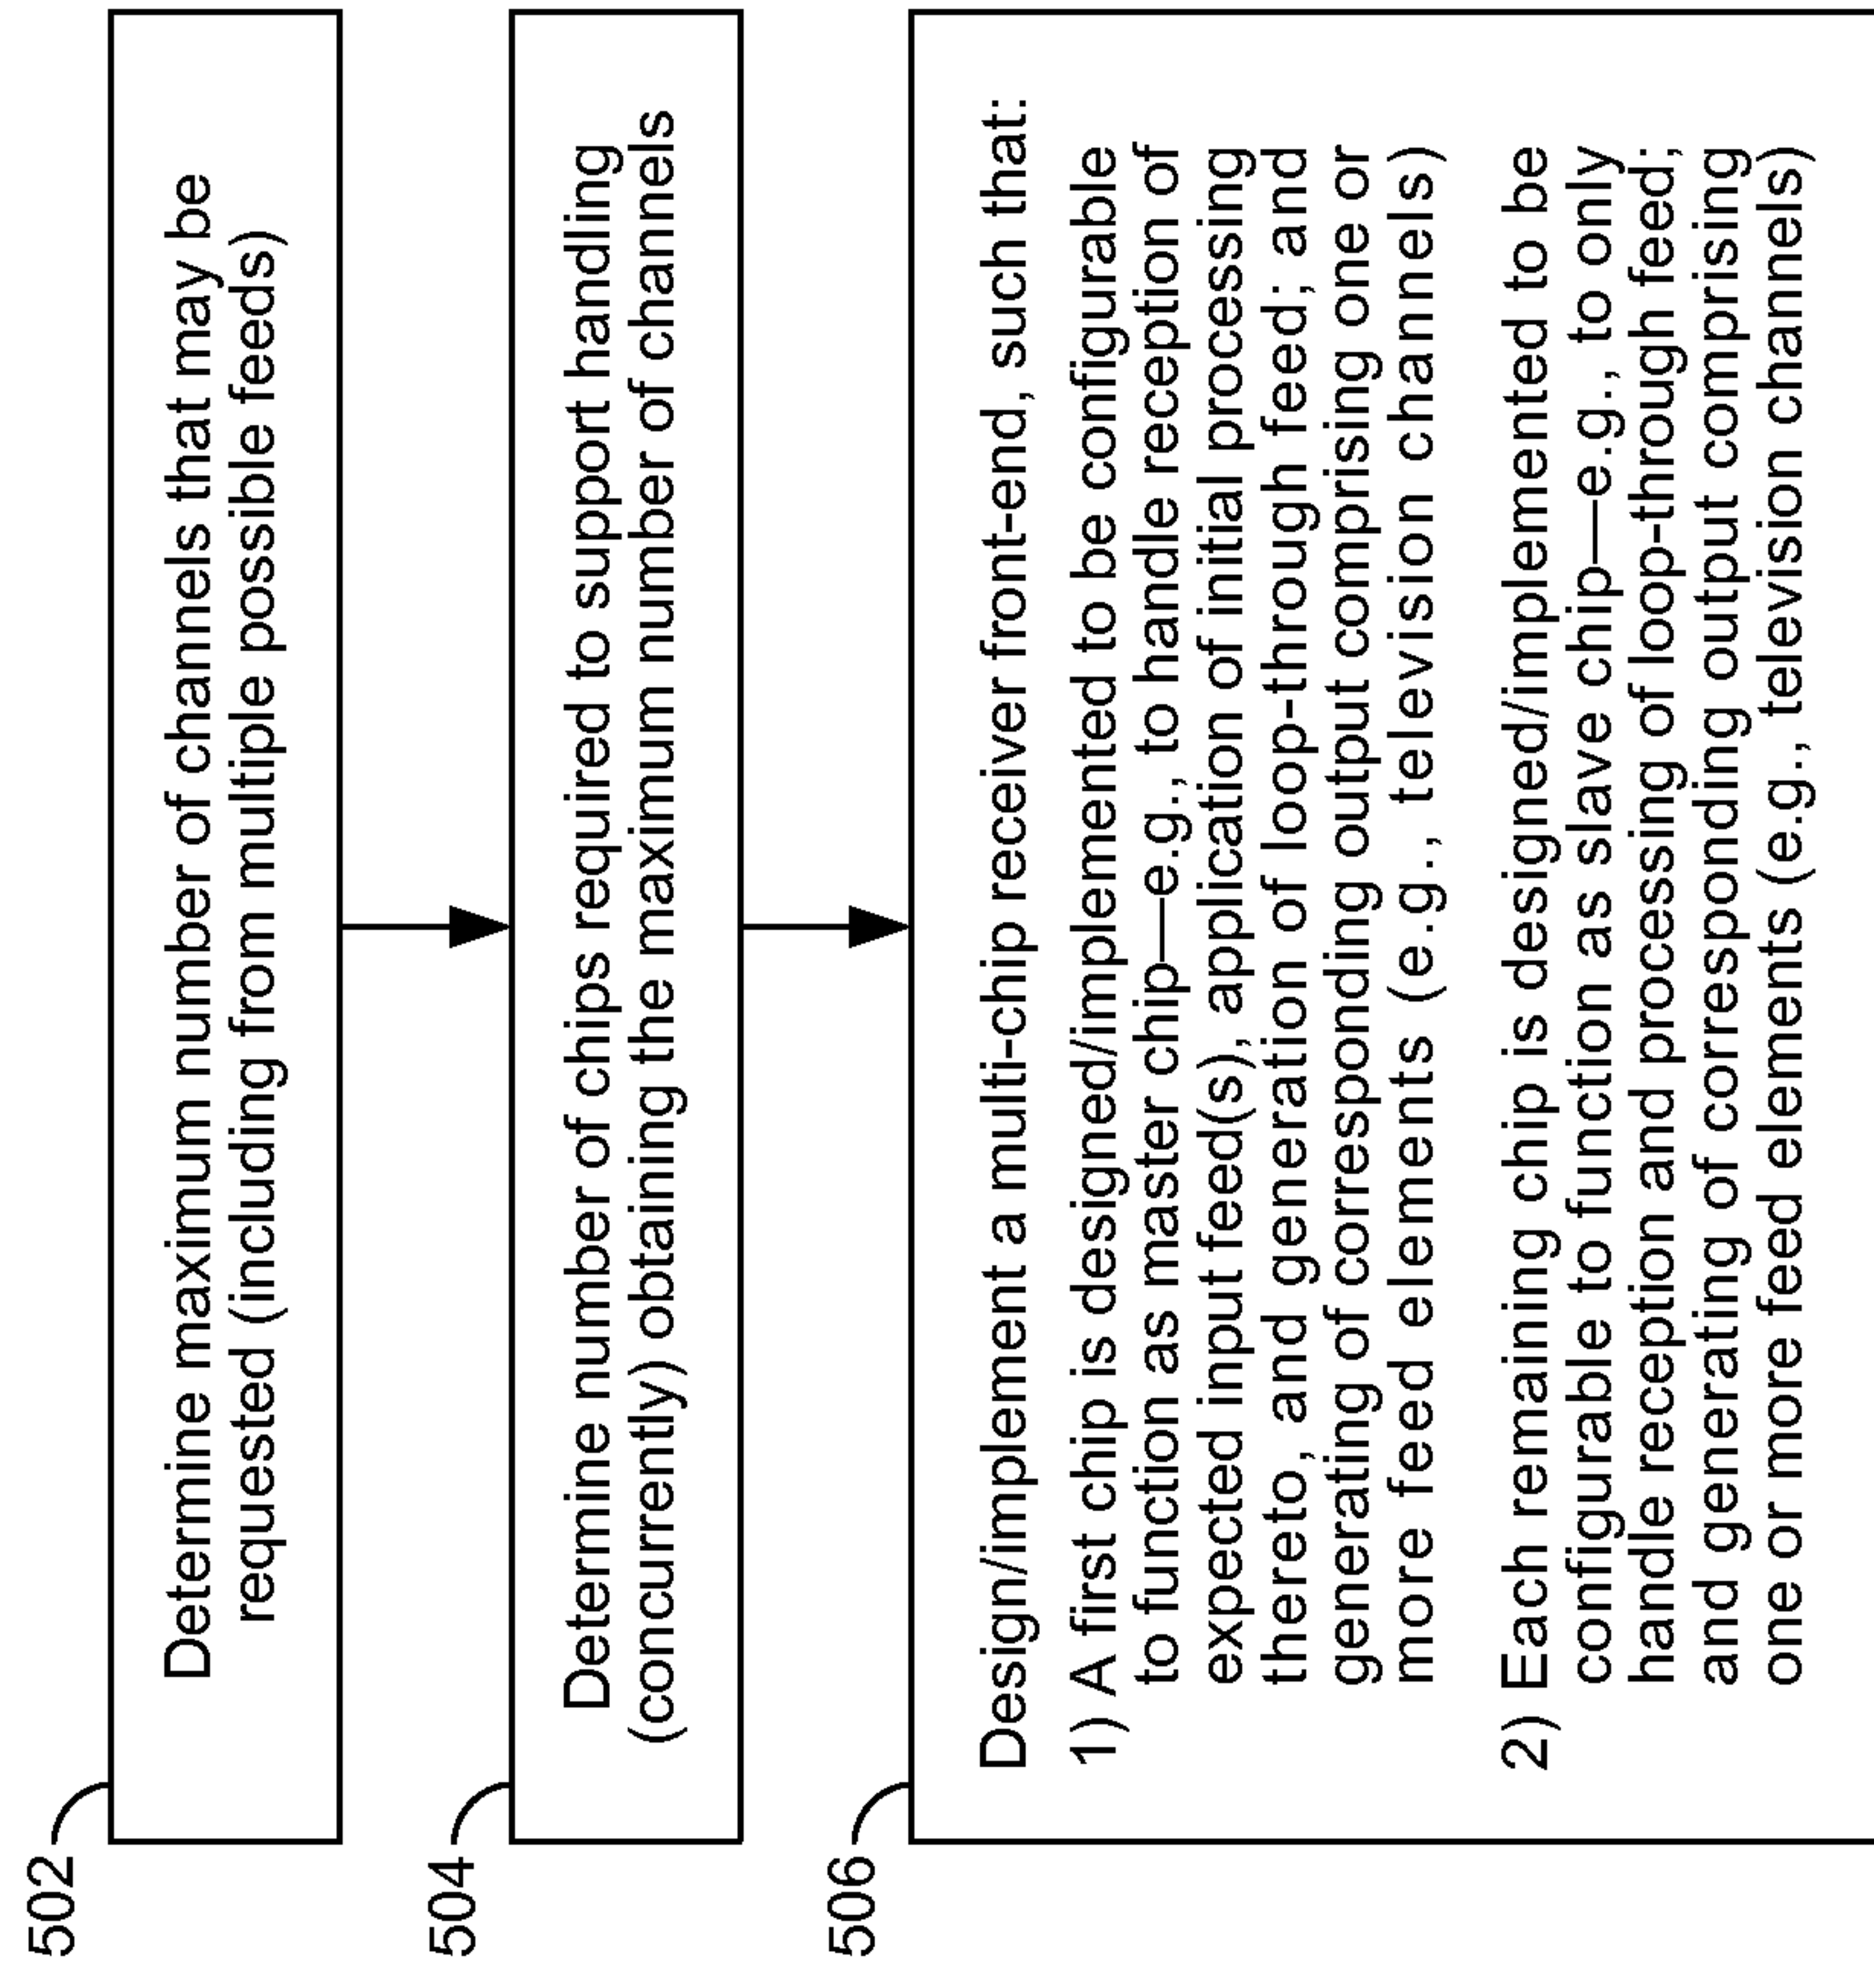 502
Determine maximum number of channels that may be
requested (including from multiple possible feeds)
504
Determine number of chips required to support handling
(concurrently) obtaining the maximum number of channels
506
Design/implement a multi-chip receiver front-end, such that:
1) A first chip is designed/implemented to be configurable
to function as master chip—e.g., to handle reception of
expected input feed(s), application of initial processing
thereto, and generation of loop-through feed; and
generating of corresponding output comprising one or
more feed elements (e.g., television channels)
2) Each remaining chip is designed/implemented to be
configurable to function as slave chip—e.g., to only
handle reception and processing of loop-through feed;
and generating of corresponding output comprising
one or more feed elements (e.g., television channels)